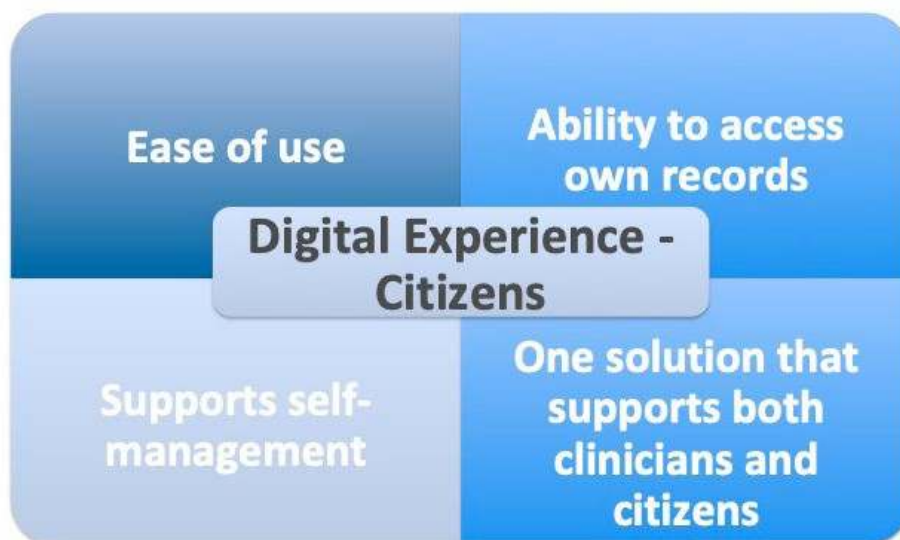 Ease of use
Ability to access
own records
Digital Experience -
Citizens
Supports self-
management
One solution that
supports both
clinicians and
citizens